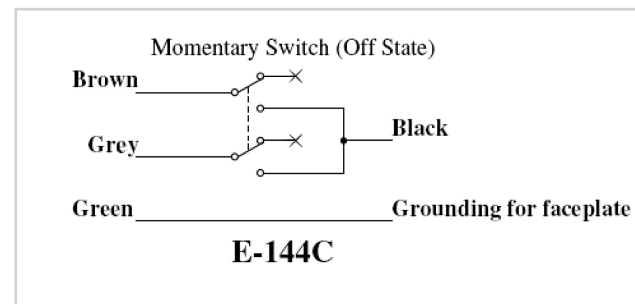 Momentary Switch (Off State)
Brown
Black
Grey
Green
Grounding for faceplate
E-144C